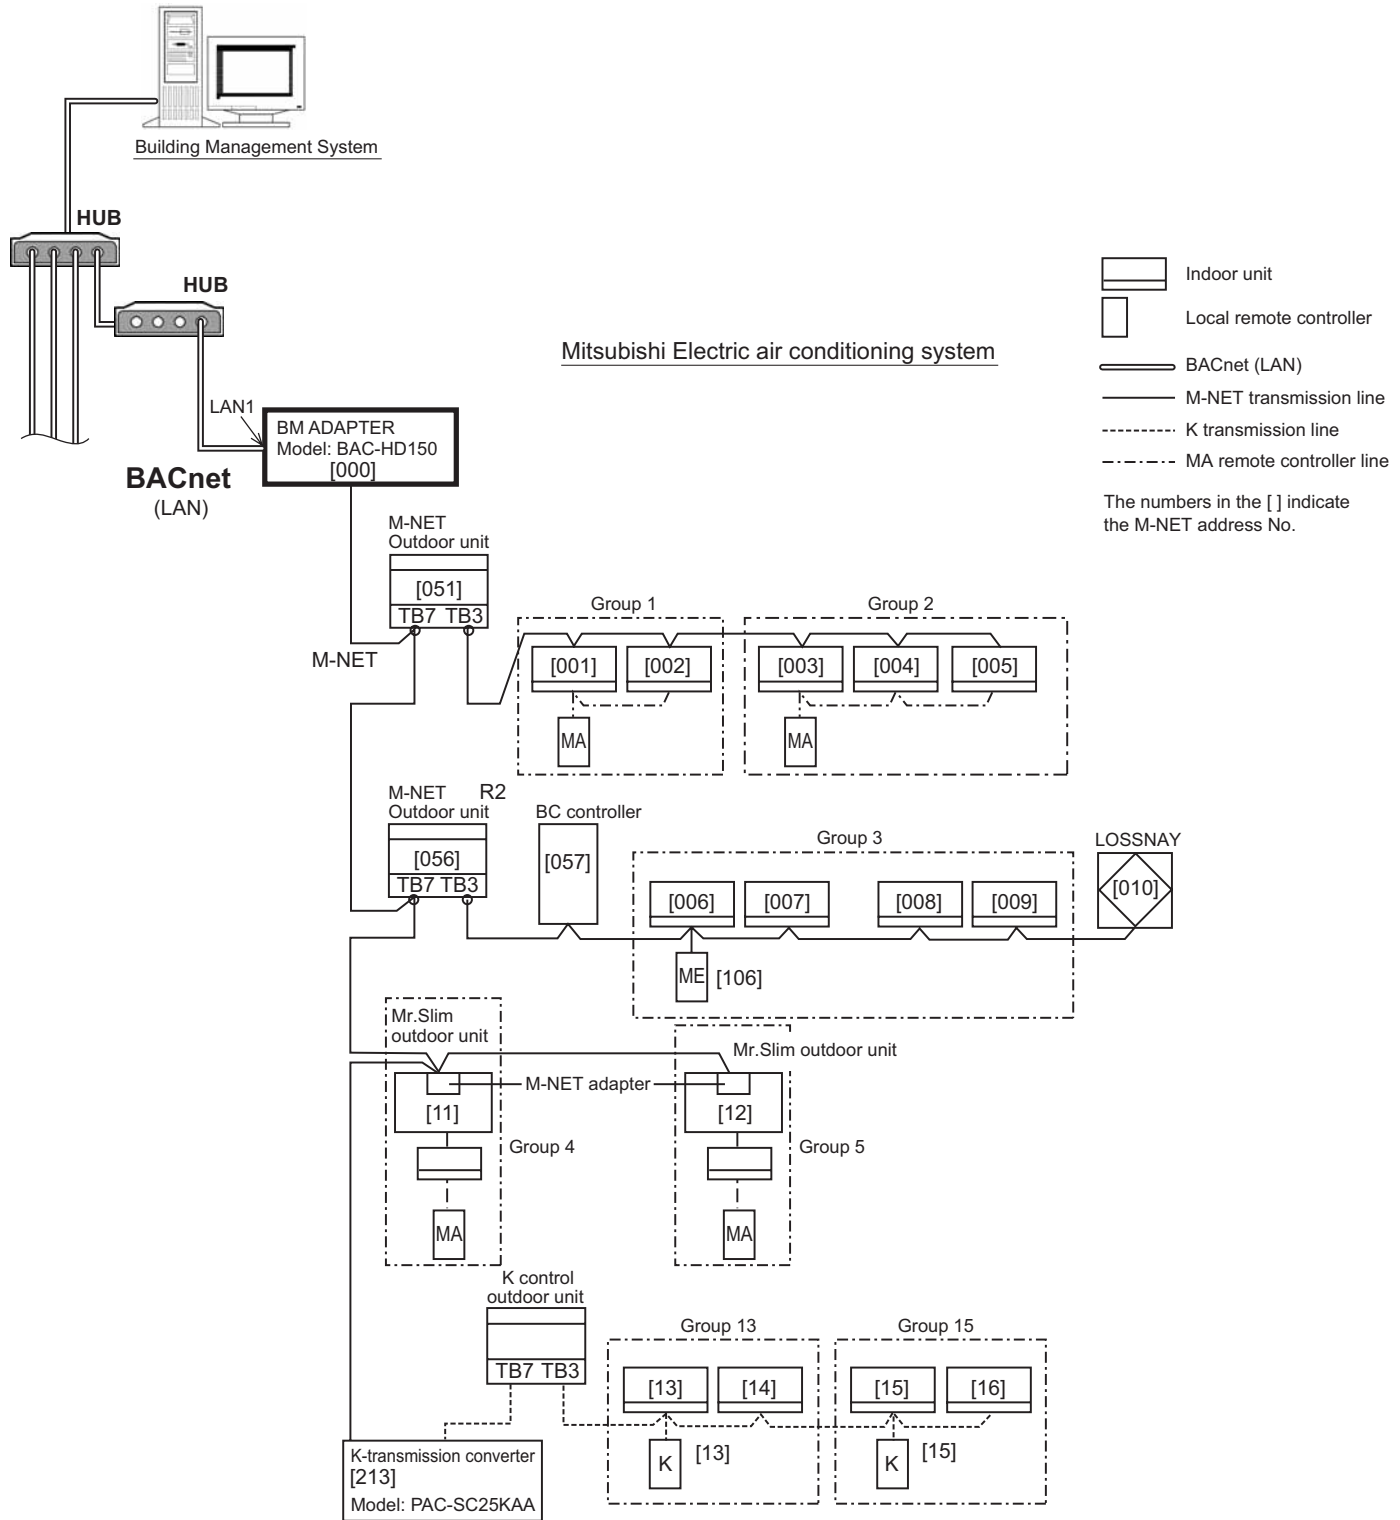 Building Management System
HUB
HUB
Indoor unit
Local remote controller
BACnet (LAN)
M-NET transmission line
K transmission line
MA remote controller line
The numbers in the [ ] indicate
the M-NET address No.
Mitsubishi Electric air conditioning system
LAN1
BM ADAPTER
Model: BAC-HD150
[000]
BACnet
(LAN)
M-NET
Outdoor unit
[051]
TB7 TB3
M-NET
Group 1
[001] [002]
MA
Group 2
[003] [004] [005]
MA
M-NET R2
Outdoor unit
[056]
TB7 TB3
BC controller
[057]
Group 3
[006] [007] [008] [009]
ME [106]
LOSSNAY
[010]
Mr.Slim
outdoor unit
M-NET adapter
[11]
Group 4
MA
Mr.Slim outdoor unit
[12]
Group 5
MA
K control
outdoor unit
TB7 TB3
Group 13
[13] [14]
K [13]
Group 15
[15] [16]
K [15]
K-transmission converter
[213]
Model: PAC-SC25KAA